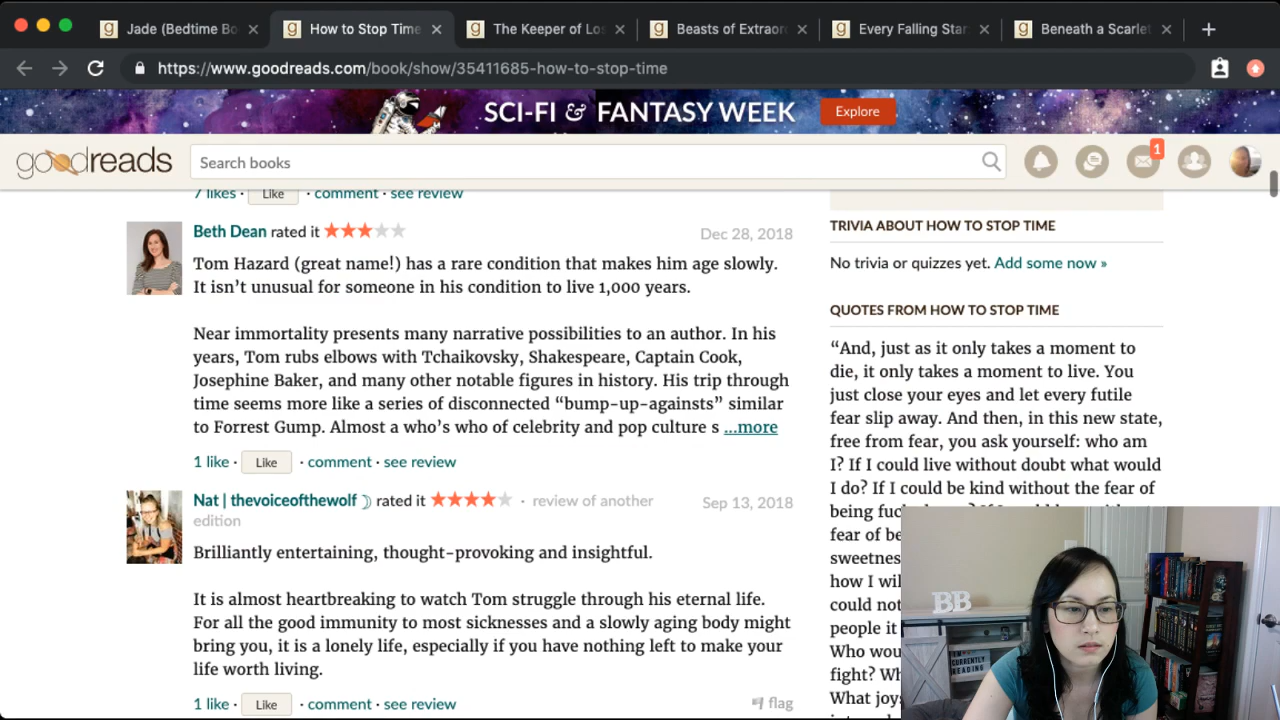 Jade (Bedtime Bo
How to Stop Time
The Keeper of Lo
Beasts of Extraor
Every Falling Star
Beneath a Scarlet
https://www.goodreads.com/book/show/35411685-how-to-stop-time
SCI-FI & FANTASY WEEK
Explore
goodreads
Search books
1
7 likes · Like · comment · see review
Beth Dean rated it
Dec 28, 2018
Tom Hazard (great name!) has a rare condition that makes him age slowly.
It isn't unusual for someone in his condition to live 1,000 years.
Near immortality presents many narrative possibilities to an author. In his
years, Tom rubs elbows with Tchaikovsky, Shakespeare, Captain Cook,
Josephine Baker, and many other notable figures in history. His trip through
time seems more like a series of disconnected “bump-up-againsts” similar
to Forrest Gump. Almost a who's who of celebrity and pop culture s ...more
1 like · Like · comment · see review
Nat | thevoiceofthewolf☽ rated it · review of another
edition
Sep 13, 2018
Brilliantly entertaining, thought-provoking and insightful.
It is almost heartbreaking to watch Tom struggle through his eternal life.
For all the good immunity to most sicknesses and a slowly aging body might
bring you, it is a lonely life, especially if you have nothing left to make your
life worth living.
1 like · Like · comment · see review
flag
TRIVIA ABOUT HOW TO STOP TIME
No trivia or quizzes yet. Add some now »
QUOTES FROM HOW TO STOP TIME
“And, just as it only takes a moment to
die, it only takes a moment to live. You
just close your eyes and let every futile
fear slip away. And then, in this new state,
free from fear, you ask yourself: who am
I? If I could live without doubt what would
I do? If I could be kind without the fear of
being
fear of be
sweetness
how I wil
could not
people it
Who wou
fight? Wh
What joys
BB
CURRENTLY
READING